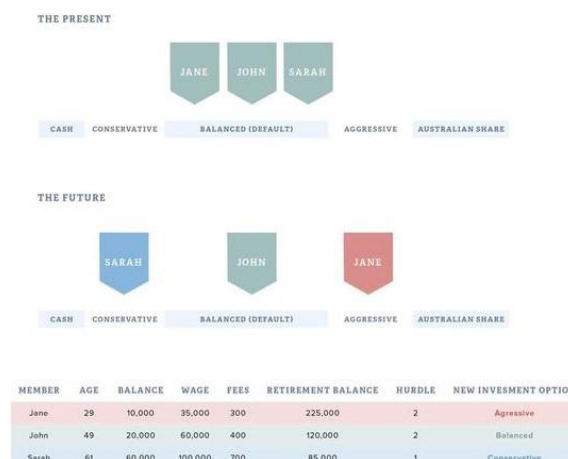 THE PRESENT
JANE JOHN SARAH
CASH CONSERVATIVE BALANCED (DEFAULT) AGGRESSIVE AUSTRALIAN SHARE
THE FUTURE
SARAH JOHN JANE
CASH CONSERVATIVE BALANCED (DEFAULT) AGGRESSIVE AUSTRALIAN SHARE
MEMBER AGE BALANCE WAGE FEES RETIREMENT BALANCE HURDLE NEW INVESMENT OPTIO
Jane 29 10,000 35,000 300 225,000 2 Agressive
John 49 20,000 60,000 400 120,000 2 Balanced
Sarah 61 60,000 100,000 700 85,000 1 Conservative